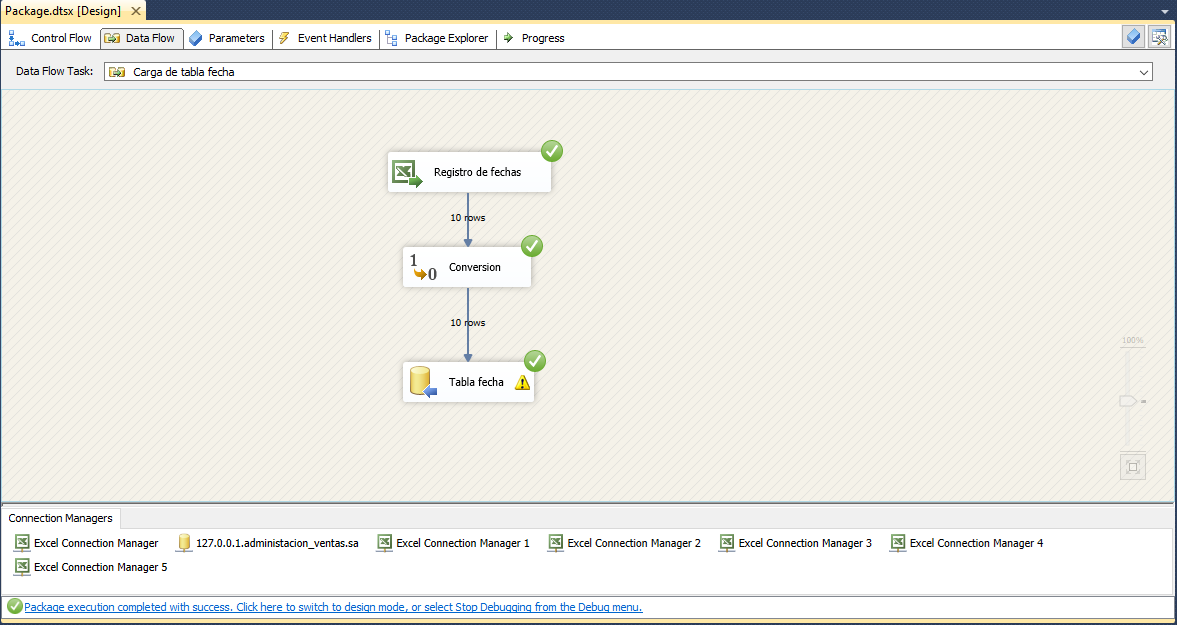 Package.dtsx [Design]
Control Flow Data Flow Parameters Event Handlers Package Explorer Progress
Data Flow Task: Carga de tabla fecha
Registro de fechas
10 rows
1 0 Conversion
10 rows
Tabla fecha
100%
Connection Managers
Excel Connection Manager 127.0.0.1.administacion_ventas.sa Excel Connection Manager 1 Excel Connection Manager 2 Excel Connection Manager 3 Excel Connection Manager 4
Excel Connection Manager 5
Package execution completed with success. Click here to switch to design mode, or select Stop Debugging from the Debug menu.